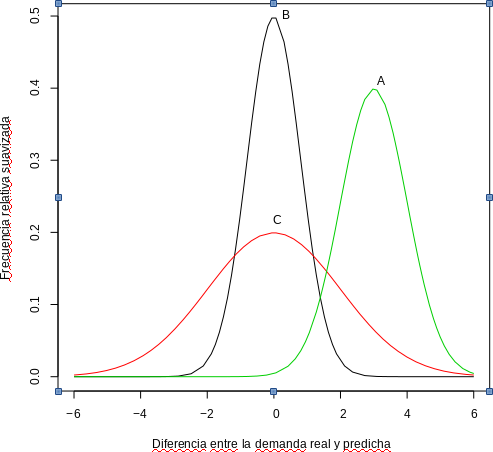 B
A
C
Frecuencia relativa suavizada
0.5
0.4
0.3
0.2
0.1
0.0
−6 −4 −2 0 2 4 6
Diferencia entre la demanda real y predicha